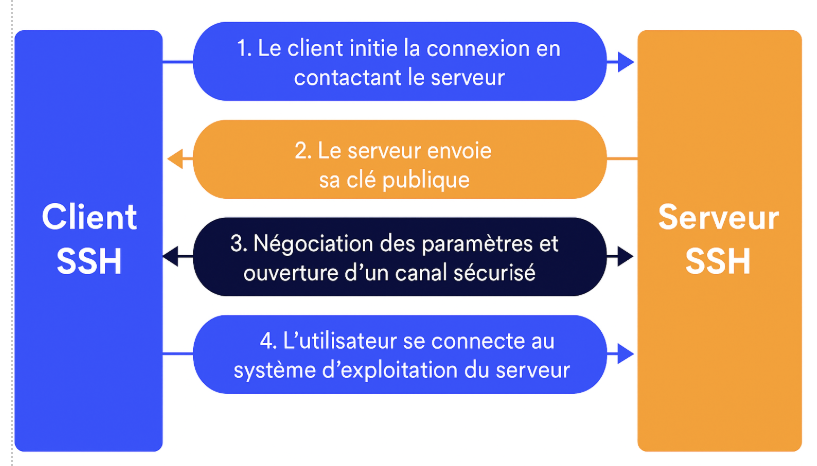 1. Le client initie la connexion en
contactant le serveur
2. Le serveur envoie
sa clé publique
Client
SSH
Serveur
SSH
3. Négociation des paramètres et
ouverture d’un canal sécurisé
4. L’utilisateur se connecte au
système d’exploitation du serveur